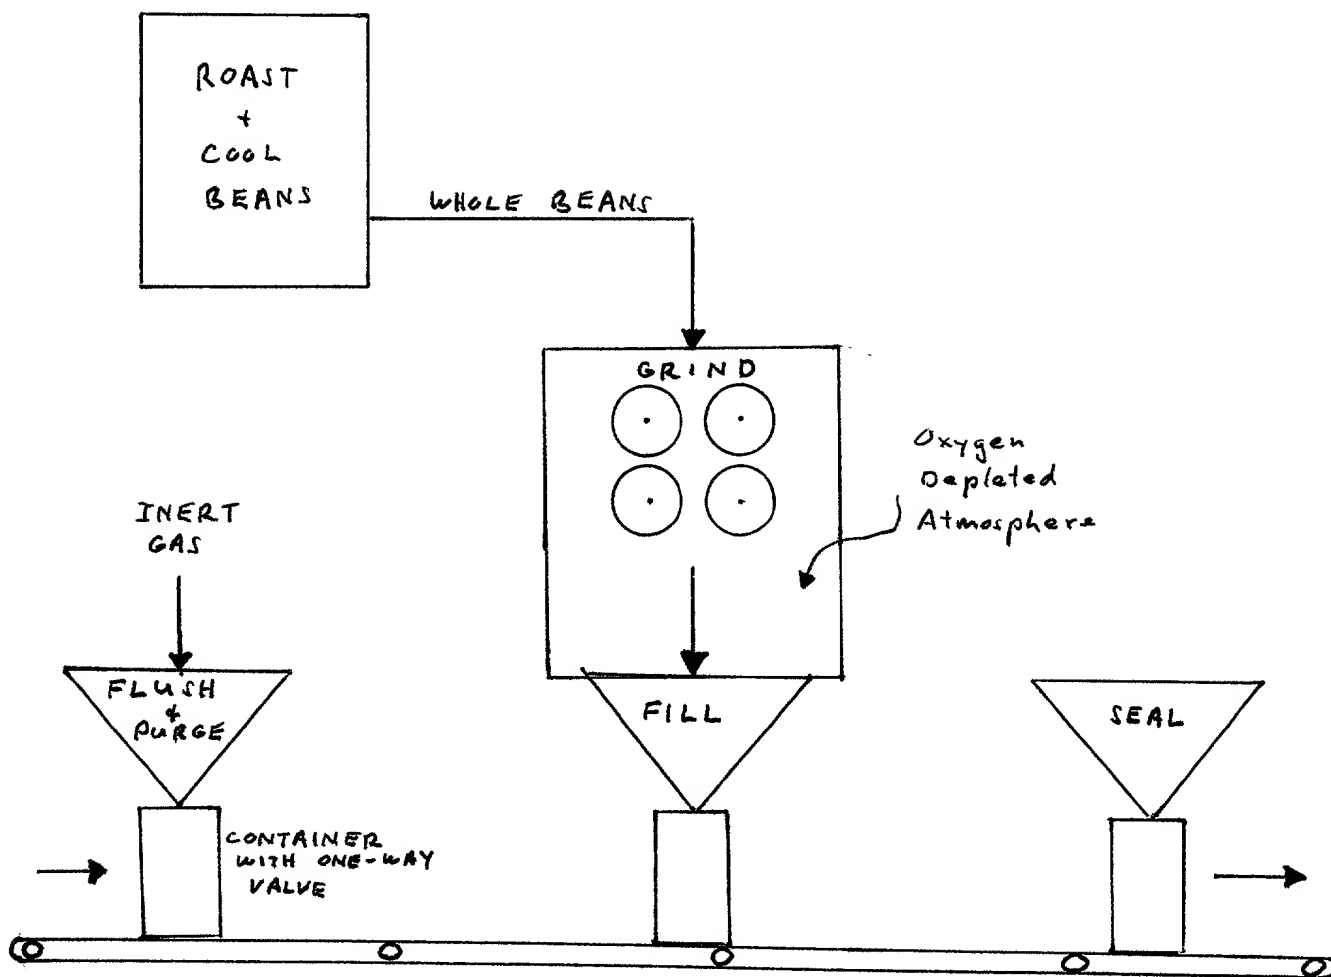 ROAST
+
COOL
BEANS
WHOLE BEANS
GRIND
Oxygen
Depleted
Atmosphere
INERT
GAS
FLUSH
+
PURGE
FILL
SEAL
CONTAINER
WITH ONE-WAY
VALVE